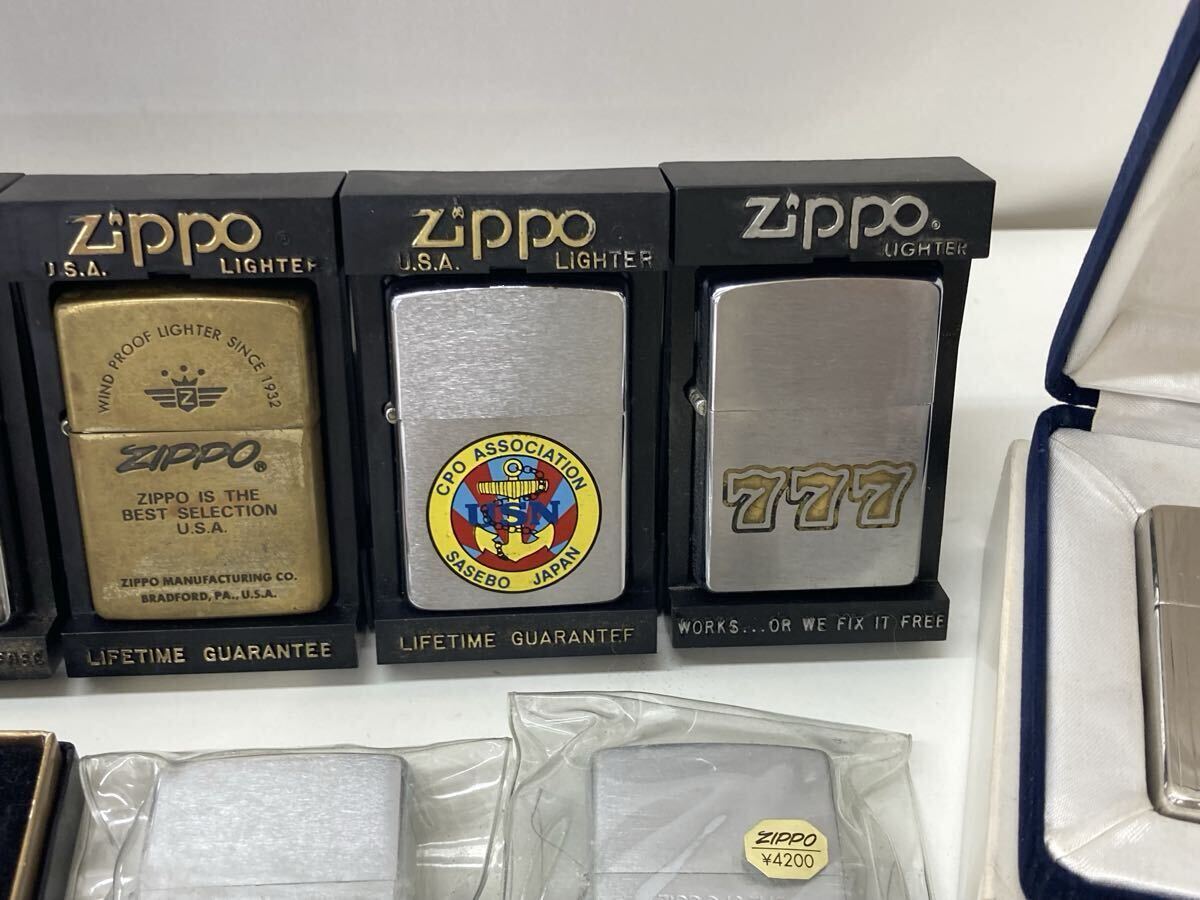 Zippo
U.S.A. LIGHTER
WIND PROOF LIGHTER SINCE 1932
Z
ZIPPO®
ZIPPO IS THE
BEST SELECTION
U.S.A.
ZIPPO MANUFACTURING CO.
BRADFORD, PA., U.S.A.
LIFETIME GUARANTEE
Zippo
U.S.A. LIGHTER
CPO ASSOCIATION
USN
SASEBO JAPAN
LIFETIME GUARANTEE
Zippo®
LIGHTER
777
WORKS...OR WE FIX IT FREE
ZIPPO
¥4200